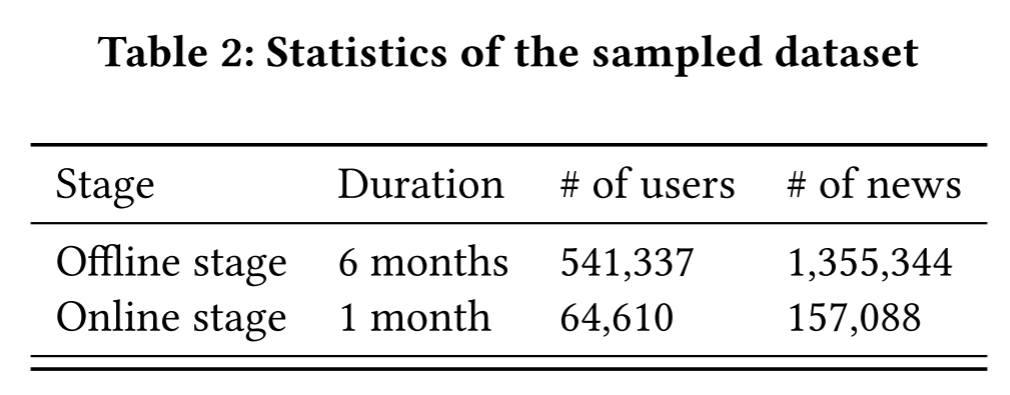 Table 2: Statistics of the sampled dataset
Stage Duration # of users # of news
Offline stage 6 months 541,337 1,355,344
Online stage 1 month 64,610 157,088